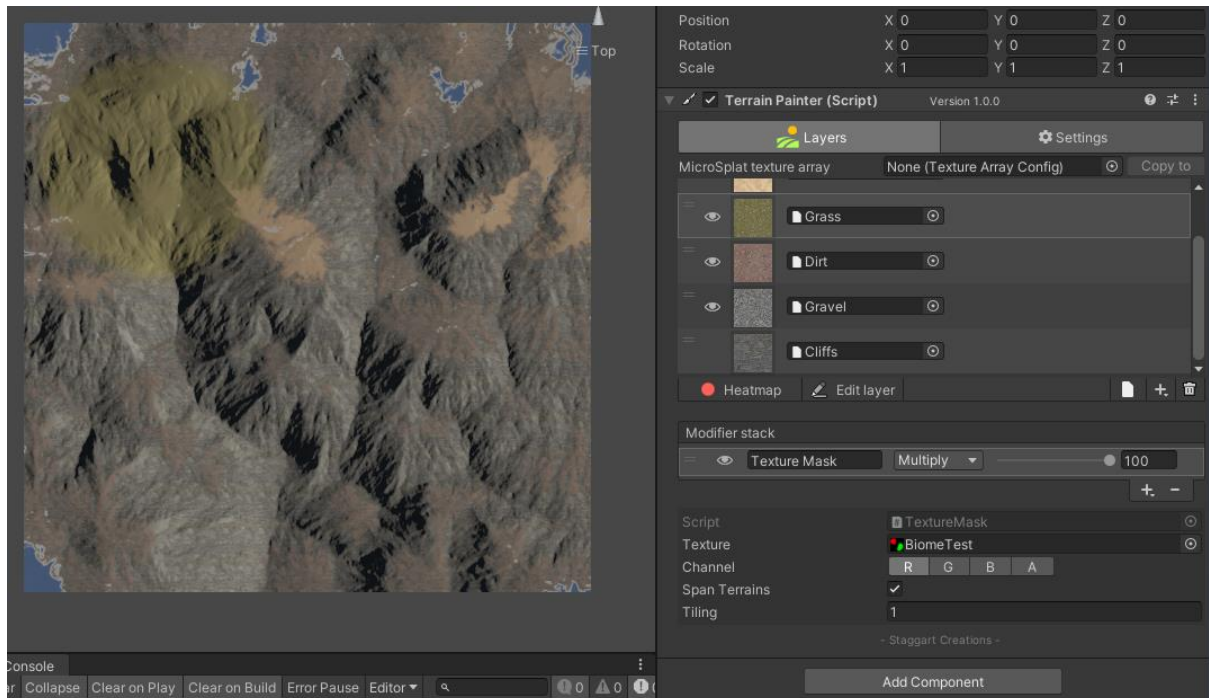 Top
Position X 0 Y 0 Z 0
Rotation X 0 Y 0 Z 0
Scale X 1 Y 1 Z 1
Terrain Painter (Script) Version 1.0.0
Layers Settings
MicroSplat texture array None (Texture Array Config) Copy to
Grass
Dirt
Gravel
Cliffs
Heatmap Edit layer
Modifier stack
Texture Mask Multiply 100
Script TextureMask
Texture BiomeTest
Channel R G B A
Span Terrains
Tiling 1
- Staggart Creations -
Add Component
Console
Collapse Clear on Play Clear on Build Error Pause Editor 0 0